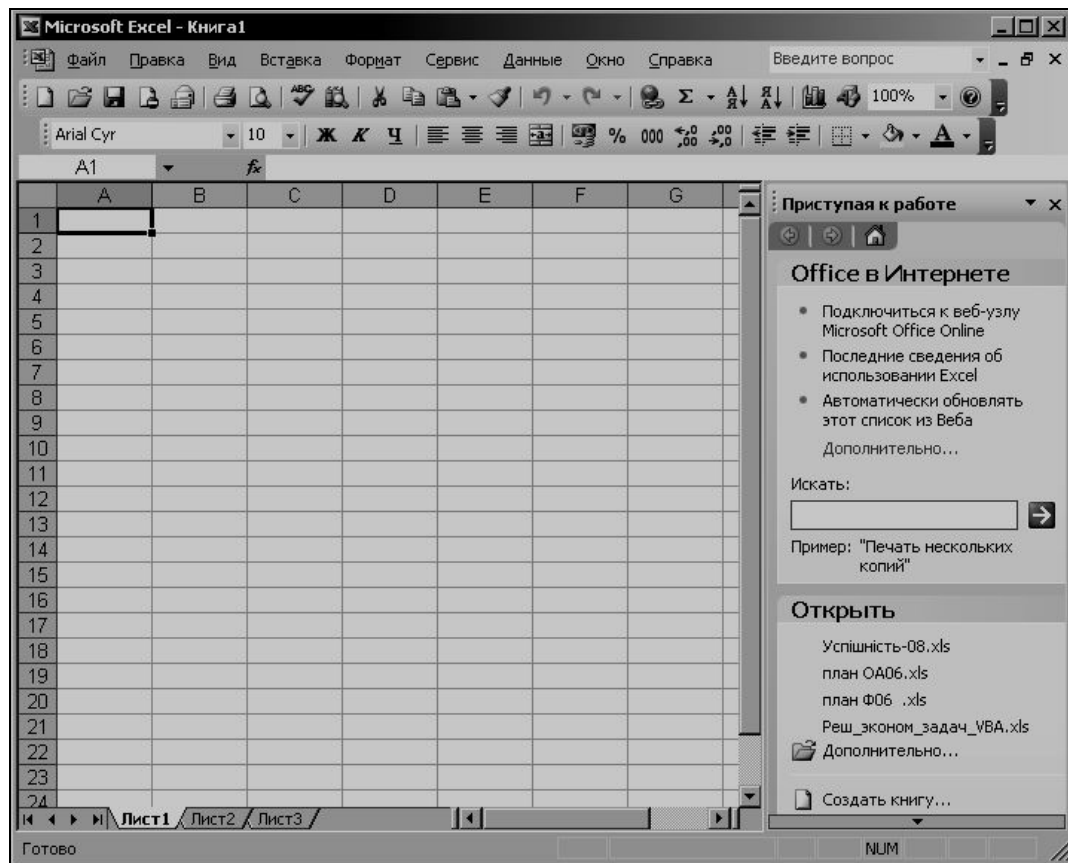 Microsoft Excel - Книга1
Файл Правка Вид Вставка Формат Сервис Данные Окно Справка Введите вопрос
100%
Arial Cyr 10 Ж К Ч % 000
A1 fx
A B C D E F G
1
2
3
4
5
6
7
8
9
10
11
12
13
14
15
16
17
18
19
20
21
22
23
24
Приступая к работе
Office в Интернете
Подключиться к веб-узлу
Microsoft Office Online
Последние сведения об
использовании Excel
Автоматически обновлять
этот список из Веба
Дополнительно...
Искать:
Пример: "Печать нескольких
копий"
Открыть
Успішність-08.xls
план ОА06.xls
план Ф06 .xls
Реш_эконом_задач_VBA.xls
Дополнительно...
Создать книгу...
Лист1 Лист2 Лист3
Готово NUM